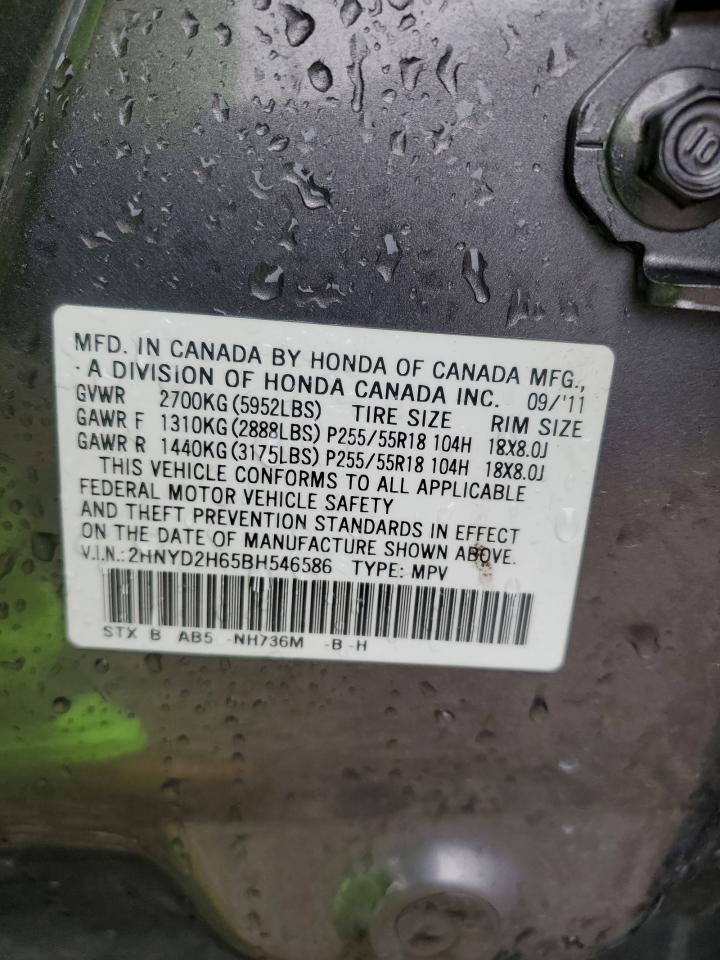 10
MFD. IN CANADA BY HONDA OF CANADA MFG.,
A DIVISION OF HONDA CANADA INC. 09/'11
GVWR 2700KG (5952LBS) TIRE SIZE RIM SIZE
GAWR F 1310KG (2888LBS) P255/55R18 104H 18X8.0J
GAWR R 1440KG (3175LBS) P255/55R18 104H 18X8.0J
THIS VEHICLE CONFORMS TO ALL APPLICABLE
FEDERAL MOTOR VEHICLE SAFETY
AND THEFT PREVENTION STANDARDS IN EFFECT
ON THE DATE OF MANUFACTURE SHOWN ABOVE.
V.I.N.:2HNYD2H65BH546586 TYPE: MPV
STX B AB5 -NH736M -B -H